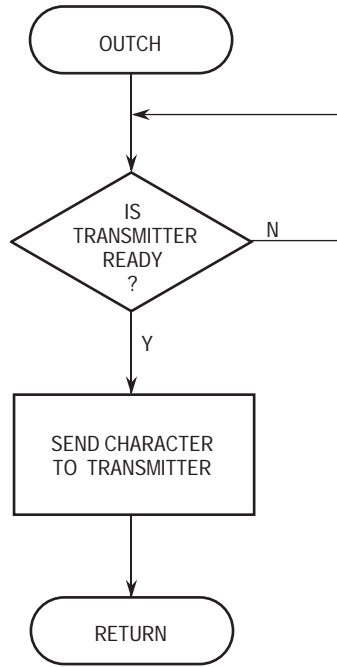 OUTCH
IS
TRANSMITTER
READY
?
N
Y
SEND CHARACTER
TO TRANSMITTER
RETURN